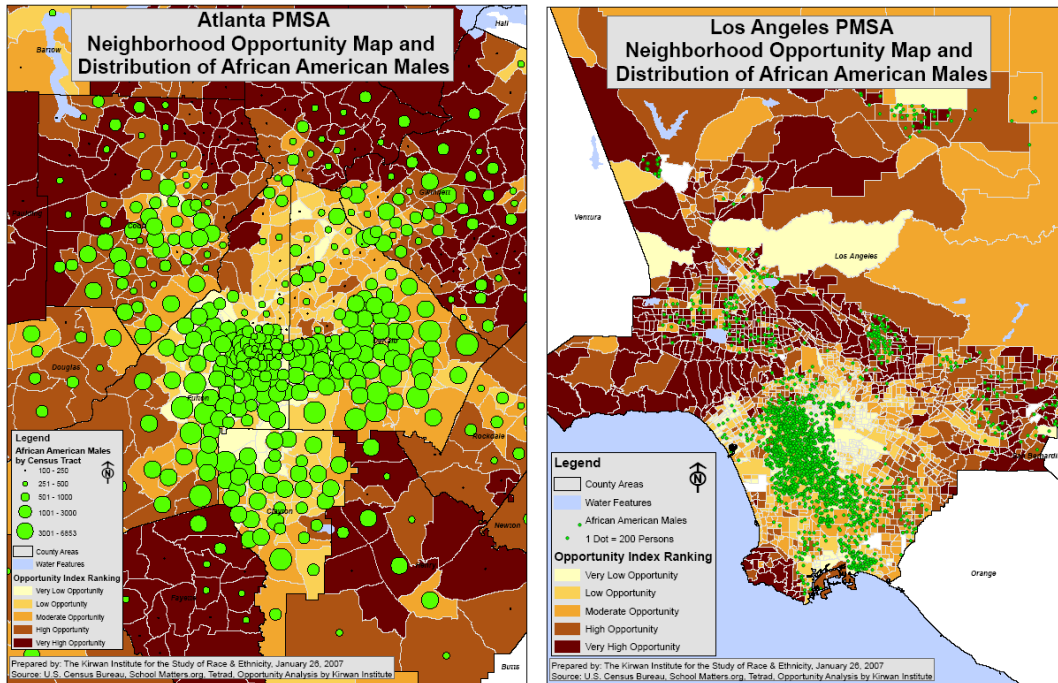 Atlanta PMSA
Neighborhood Opportunity Map and
Distribution of African American Males
Hall
Bartow
Gwinnett
Cobb
DeKalb
Douglas
Fulton
Rockdale
Clayton
Newton
Henry
Fayette
Butts
Legend
African American Males
by Census Tract
N
100 - 250
251 - 500
501 - 1000
1001 - 3000
3001 - 6853
County Areas
Water Features
Opportunity Index Ranking
Very Low Opportunity
Low Opportunity
Moderate Opportunity
High Opportunity
Very High Opportunity
Prepared by: The Kirwan Institute for the Study of Race & Ethnicity, January 26, 2007
Source: U.S. Census Bureau, School Matters.org, Tetrad, Opportunity Analysis by Kirwan Institute
Los Angeles PMSA
Neighborhood Opportunity Map and
Distribution of African American Males
Ventura
Los Angeles
San Bernardi
Orange
Legend
N
County Areas
Water Features
African American Males
1 Dot = 200 Persons
Opportunity Index Ranking
Very Low Opportunity
Low Opportunity
Moderate Opportunity
High Opportunity
Very High Opportunity
Prepared by: The Kirwan Institute for the Study of Race & Ethnicity, January 26, 2007
Source: U.S. Census Bureau, School Matters.org, Tetrad, Opportunity Analysis by Kirwan Institute